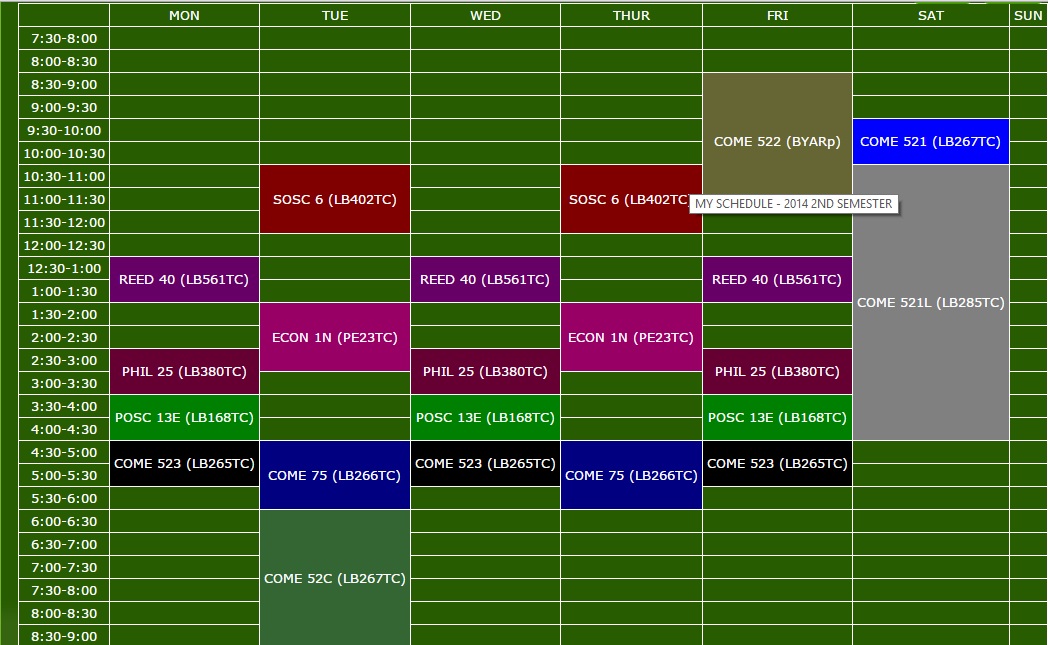 MON TUE WED THUR FRI SAT SUN
7:30-8:00
8:00-8:30
8:30-9:00
9:00-9:30
9:30-10:00
COME 522 (BYARp) COME 521 (LB267TC)
10:00-10:30
10:30-11:00
11:00-11:30 SOSC 6 (LB402TC) SOSC 6 (LB402TC)
MY SCHEDULE - 2014 2ND SEMESTER
11:30-12:00
12:00-12:30
12:30-1:00
REED 40 (LB561TC) REED 40 (LB561TC) REED 40 (LB561TC)
1:00-1:30
COME 521L (LB285TC)
1:30-2:00
2:00-2:30 ECON 1N (PE23TC) ECON 1N (PE23TC)
2:30-3:00
PHIL 25 (LB380TC) PHIL 25 (LB380TC) PHIL 25 (LB380TC)
3:00-3:30
3:30-4:00
POSC 13E (LB168TC) POSC 13E (LB168TC) POSC 13E (LB168TC)
4:00-4:30
4:30-5:00
COME 523 (LB265TC) COME 523 (LB265TC) COME 523 (LB265TC)
5:00-5:30 COME 75 (LB266TC) COME 75 (LB266TC)
5:30-6:00
6:00-6:30
6:30-7:00
7:00-7:30
COME 52C (LB267TC)
7:30-8:00
8:00-8:30
8:30-9:00